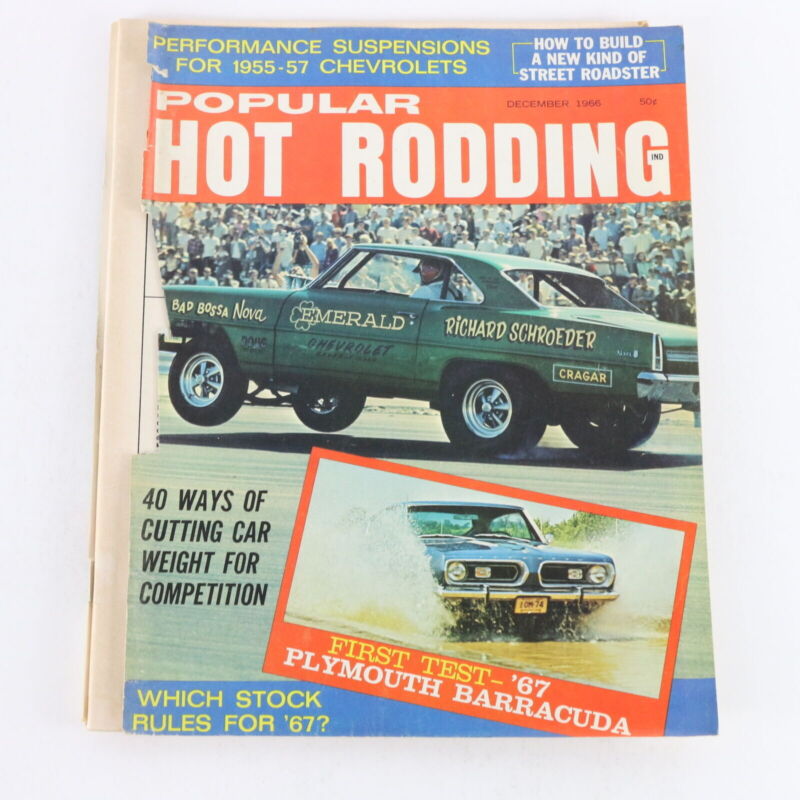 PERFORMANCE SUSPENSIONS
FOR 1955-57 CHEVROLETS
HOW TO BUILD
A NEW KIND OF
STREET ROADSTER
POPULAR
DECEMBER 1966 50¢
HOT RODDING
IND
BAD BOSSA Nova
EMERALD
CHEVROLET
RICHARD SCHROEDER
CRAGAR
40 WAYS OF
CUTTING CAR
WEIGHT FOR
COMPETITION
FIRST TEST- '67
PLYMOUTH BARRACUDA
WHICH STOCK
RULES FOR '67?